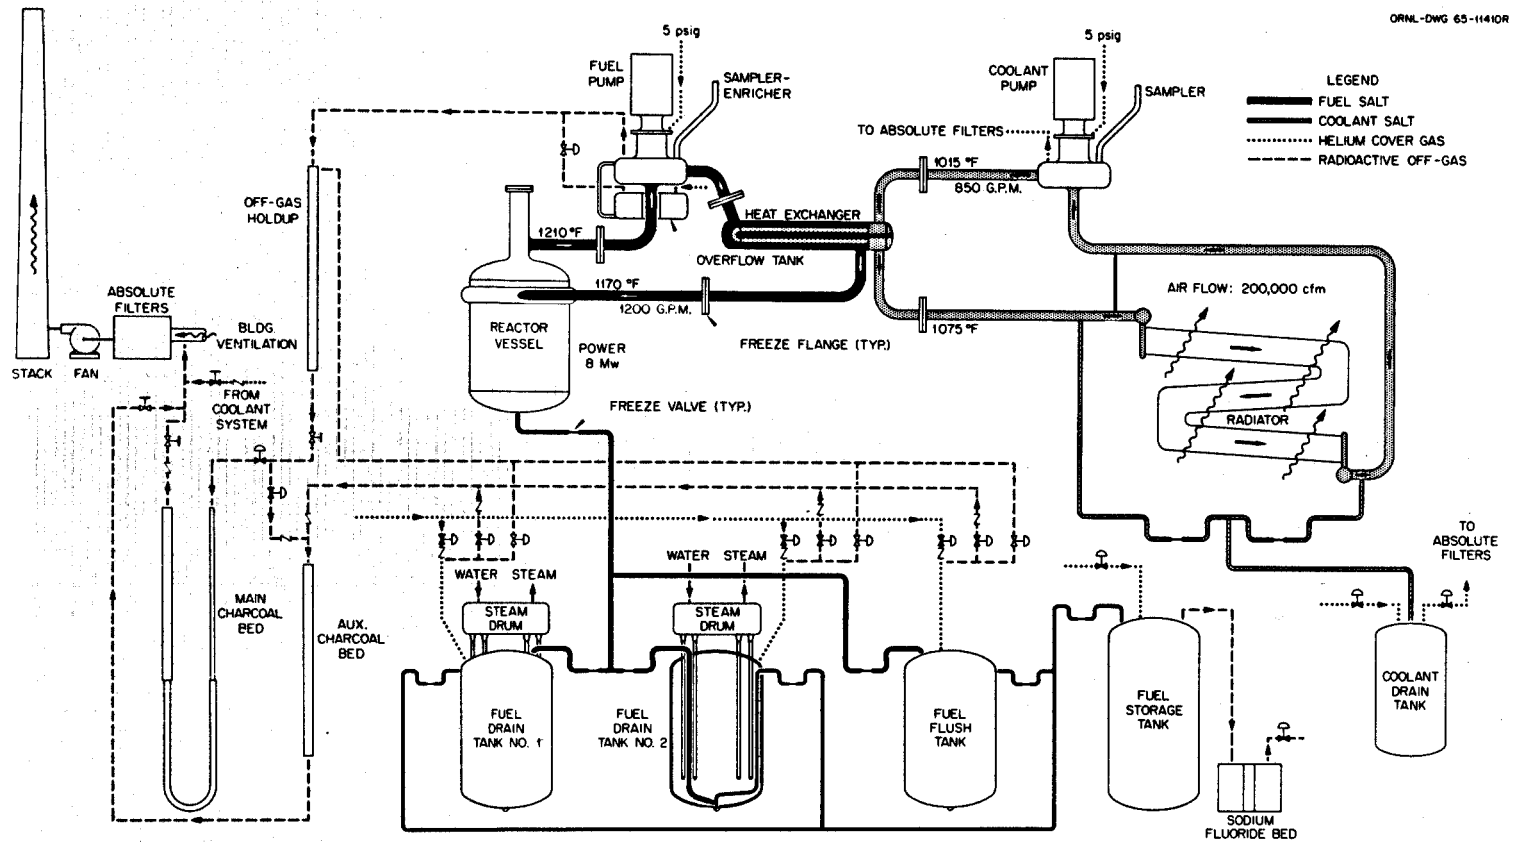 ORNL-DWG 65-11410R
5 psig
FUEL
PUMP
SAMPLER-
ENRICHER
5 psig
COOLANT
PUMP
SAMPLER
TO ABSOLUTE FILTERS
LEGEND
FUEL SALT
COOLANT SALT
HELIUM COVER GAS
RADIOACTIVE OFF-GAS
OFF-GAS
HOLDUP
1015 °F
850 G.P.M.
HEAT EXCHANGER
1210 °F
OVERFLOW TANK
1170 °F
1200 G.P.M.
1075 °F
AIR FLOW: 200,000 cfm
ABSOLUTE
FILTERS
BLDG.
VENTILATION
STACK
FAN
REACTOR
VESSEL
POWER
8 Mw
FREEZE FLANGE (TYP.)
FREEZE VALVE (TYP.)
FROM
COOLANT
SYSTEM
RADIATOR
TO
ABSOLUTE
FILTERS
WATER
STEAM
WATER
STEAM
STEAM
DRUM
STEAM
DRUM
MAIN
CHARCOAL
BED
AUX.
CHARCOAL
BED
FUEL
DRAIN
TANK NO. 1
FUEL
DRAIN
TANK NO. 2
FUEL
FLUSH
TANK
FUEL
STORAGE
TANK
COOLANT
DRAIN
TANK
SODIUM
FLUORIDE BED